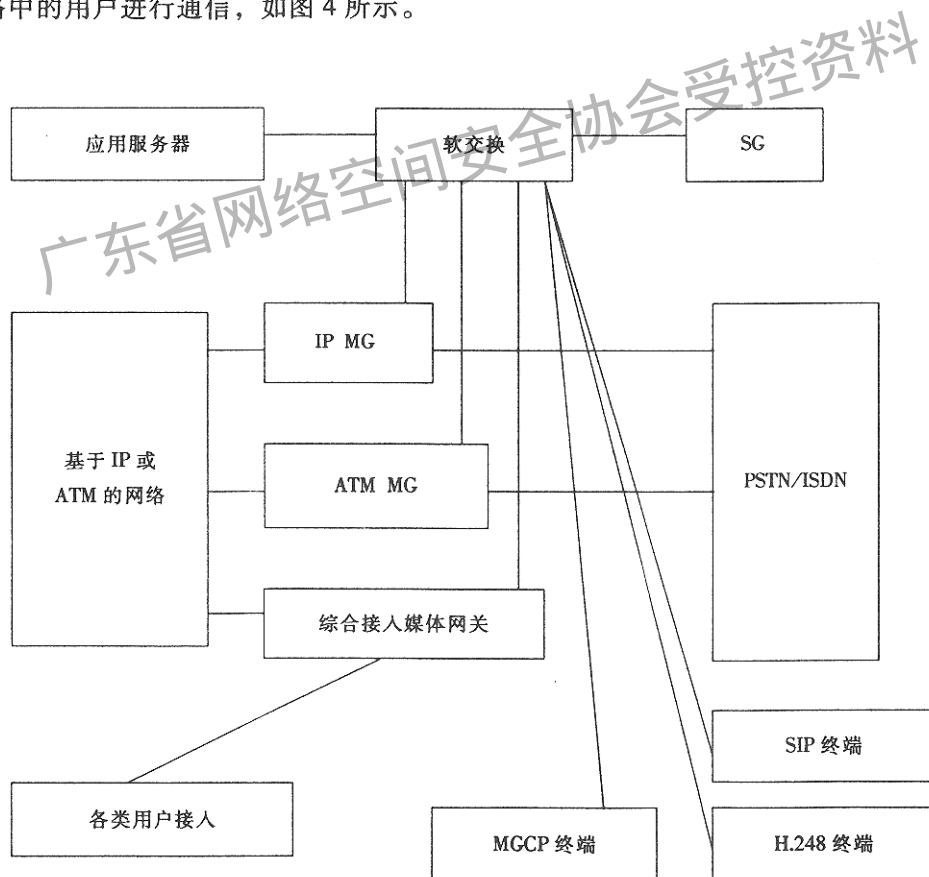 络中的用户进行通信，如图 4 所示。
广东省网络空间安全协会受控资料
应用服务器
软交换
SG
IP MG
基于 IP 或
ATM 的网络
ATM MG
PSTN/ISDN
综合接入媒体网关
SIP 终端
各类用户接入
MGCP 终端
H.248 终端